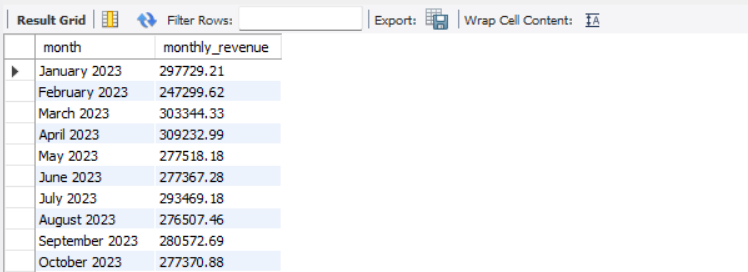 Result Grid Filter Rows: Export: Wrap Cell Content: IA
month monthly_revenue
January 2023 297729.21
February 2023 247299.62
March 2023 303344.33
April 2023 309232.99
May 2023 277518.18
June 2023 277367.28
July 2023 293469.18
August 2023 276507.46
September 2023 280572.69
October 2023 277370.88